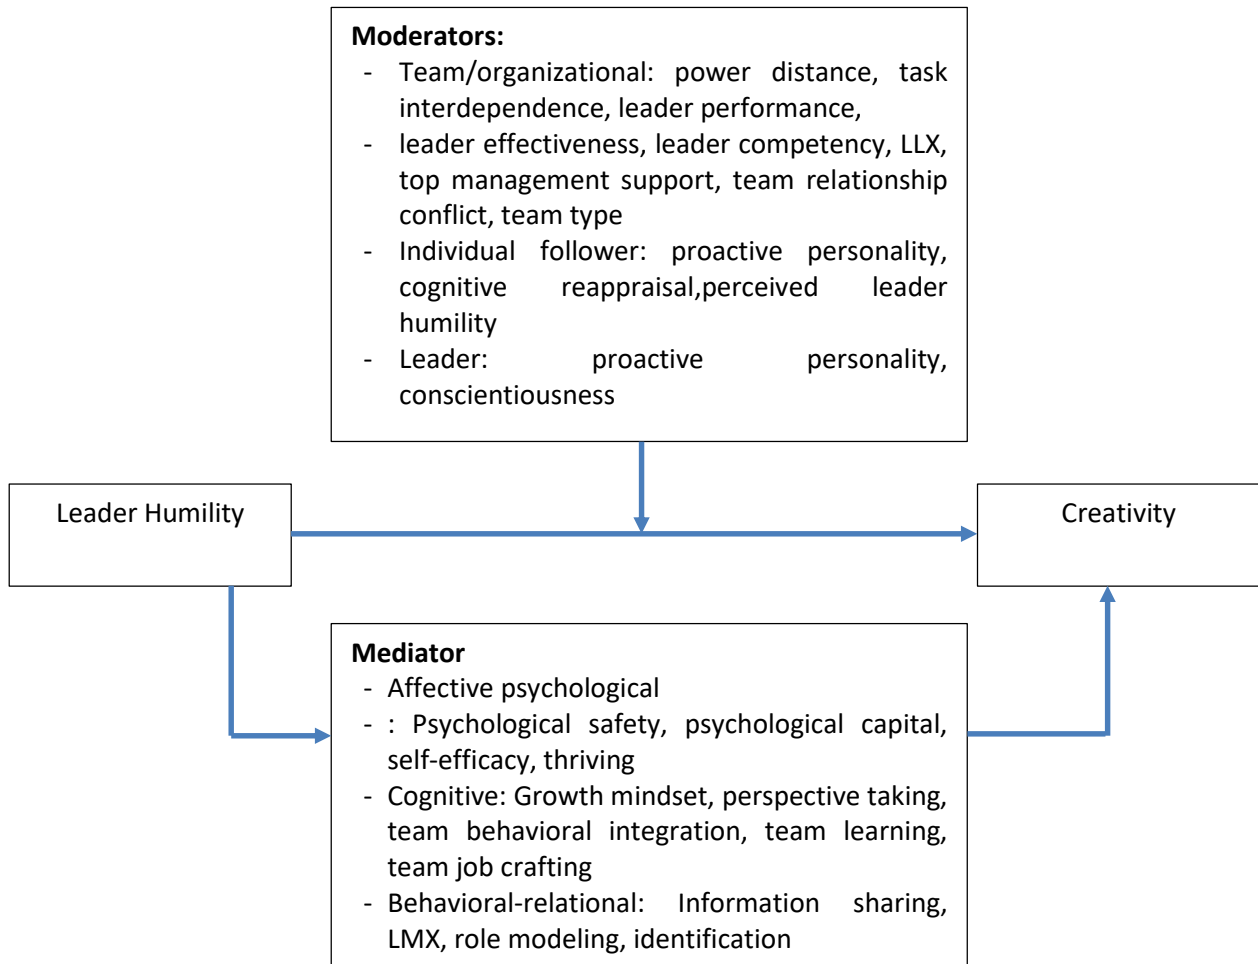 Moderators:
- Team/organizational: power distance, task
interdependence, leader performance,
- leader effectiveness, leader competency, LLX,
top management support, team relationship
conflict, team type
- Individual follower: proactive personality,
cognitive reappraisal,perceived leader
humility
- Leader: proactive personality,
conscientiousness
Leader Humility
Creativity
Mediator
- Affective psychological
- : Psychological safety, psychological capital,
self-efficacy, thriving
- Cognitive: Growth mindset, perspective taking,
team behavioral integration, team learning,
team job crafting
- Behavioral-relational: Information sharing,
LMX, role modeling, identification